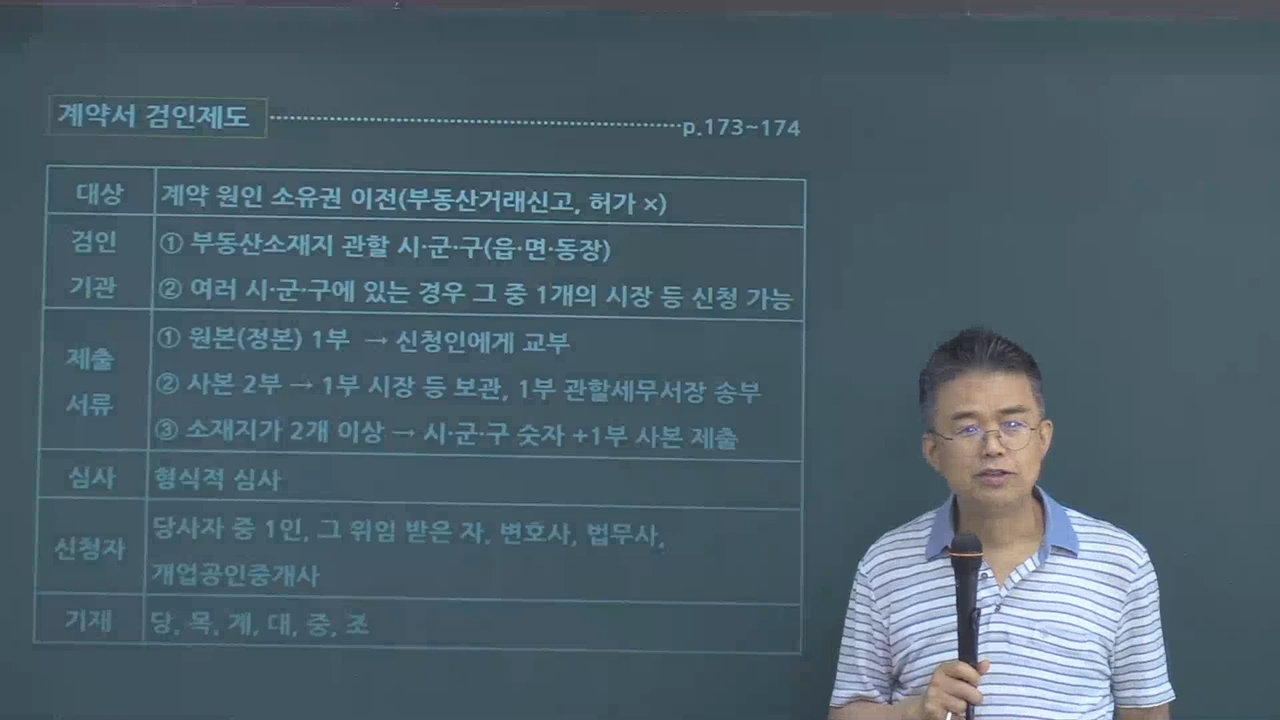 계약서 검인제도 ········ p.173~174
대상 계약 원인 소유권 이전(부동산거래신고, 허가 ×)
검인 기관 ① 부동산소재지 관할 시·군·구(읍·면·동장)
② 여러 시·군·구에 있는 경우 그 중 1개의 시장 등 신청 가능
제출 서류 ① 원본(정본) 1부 → 신청인에게 교부
② 사본 2부 → 1부 시장 등 보관, 1부 관할세무서장 송부
③ 소재지가 2개 이상 → 시·군·구 숫자 +1부 사본 제출
심사 형식적 심사
신청자 당사자 중 1인, 그 위임 받은 자, 변호사, 법무사,
개업공인중개사
기재 당, 목, 계, 대, 중, 조